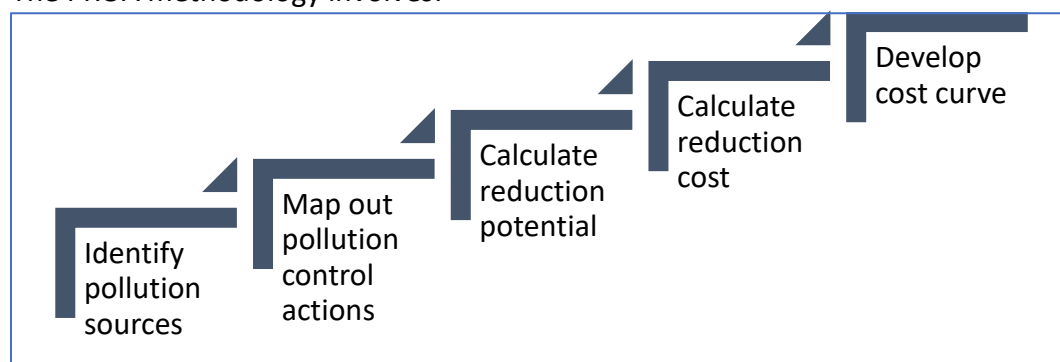 Identify
pollution
sources
Map out
pollution
control
actions
Calculate
reduction
potential
Calculate
reduction
cost
Develop
cost curve